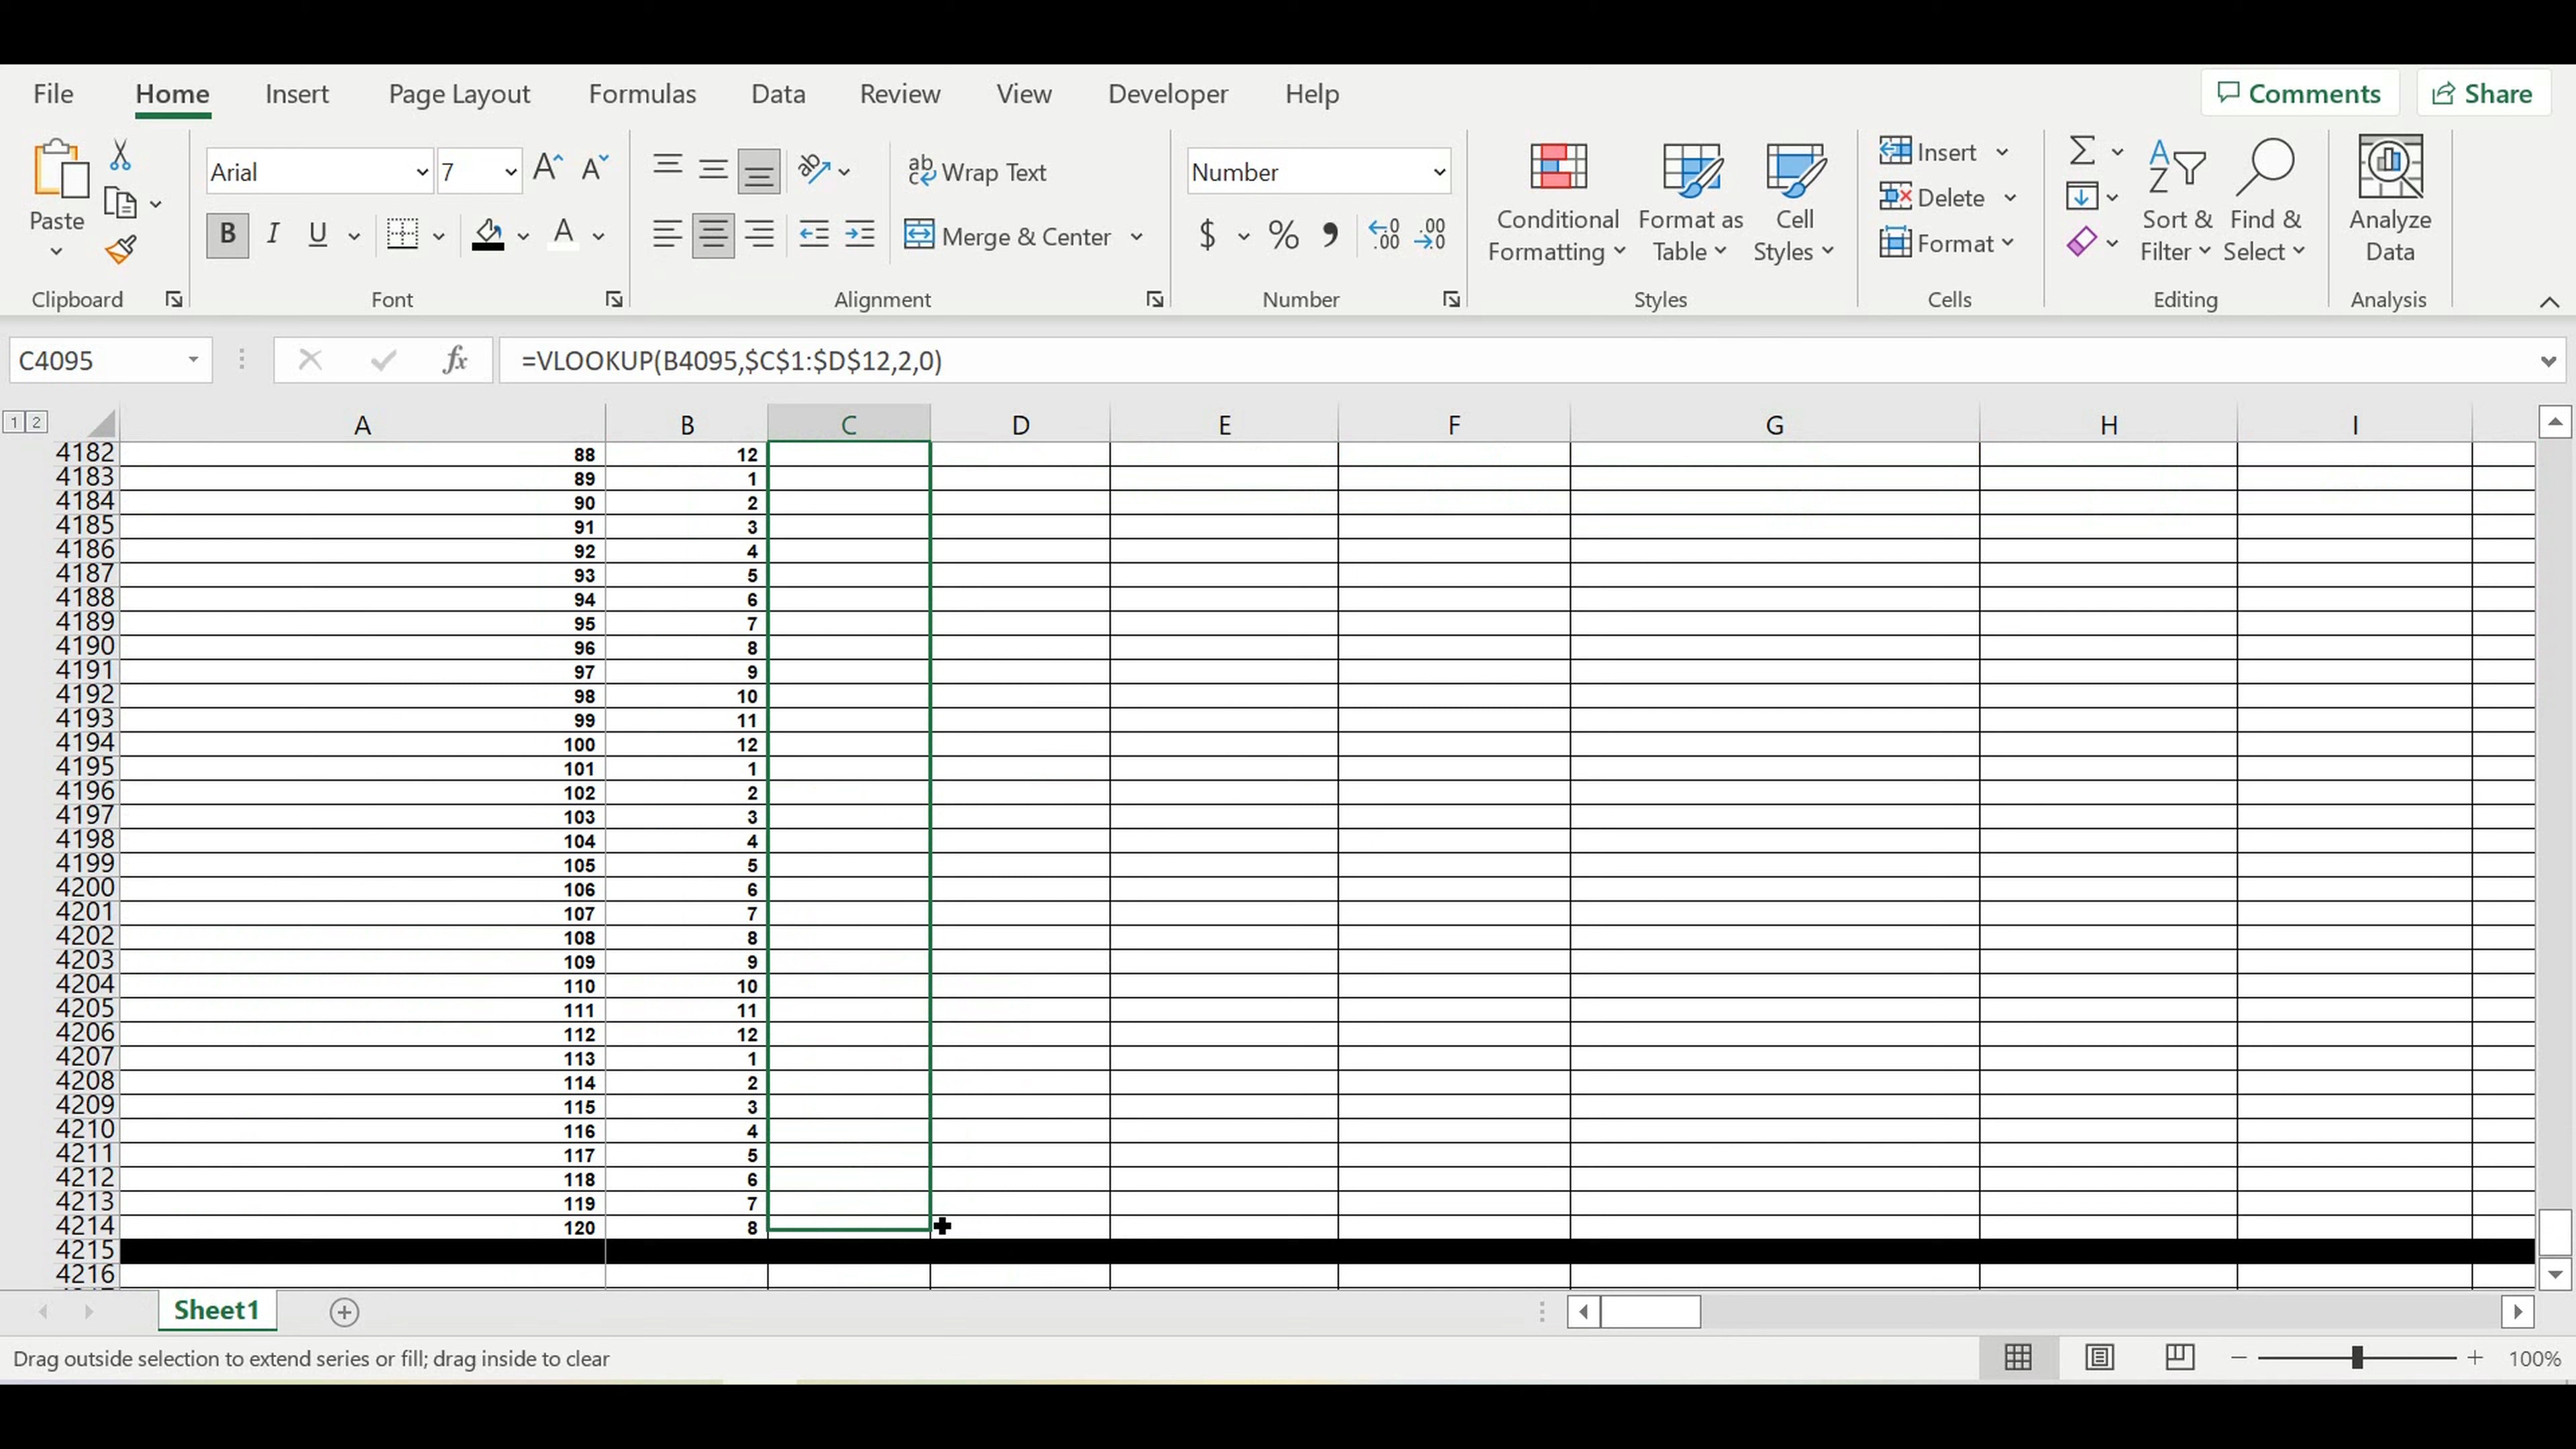 File Home Insert Page Layout Formulas Data Review View Developer Help Comments Share
Paste
Clipboard
Arial 7
B I U
Font
Wrap Text
Merge & Center
Alignment
Number
$ % 9 .00 .00
Number
Conditional Formatting
Format as Table
Cell Styles
Styles
Insert
Delete
Format
Cells
Sort & Filter
Find & Select
Editing
Analyze Data
Analysis
C4095 fx =VLOOKUP(B4095,$C$1:$D$12,2,0)
1 2 A B C D E F G H I
4182 88 12
4183 89 1
4184 90 2
4185 91 3
4186 92 4
4187 93 5
4188 94 6
4189 95 7
4190 96 8
4191 97 9
4192 98 10
4193 99 11
4194 100 12
4195 101 1
4196 102 2
4197 103 3
4198 104 4
4199 105 5
4200 106 6
4201 107 7
4202 108 8
4203 109 9
4204 110 10
4205 111 11
4206 112 12
4207 113 1
4208 114 2
4209 115 3
4210 116 4
4211 117 5
4212 118 6
4213 119 7
4214 120 8
4215
4216
Sheet1
Drag outside selection to extend series or fill; drag inside to clear 100%